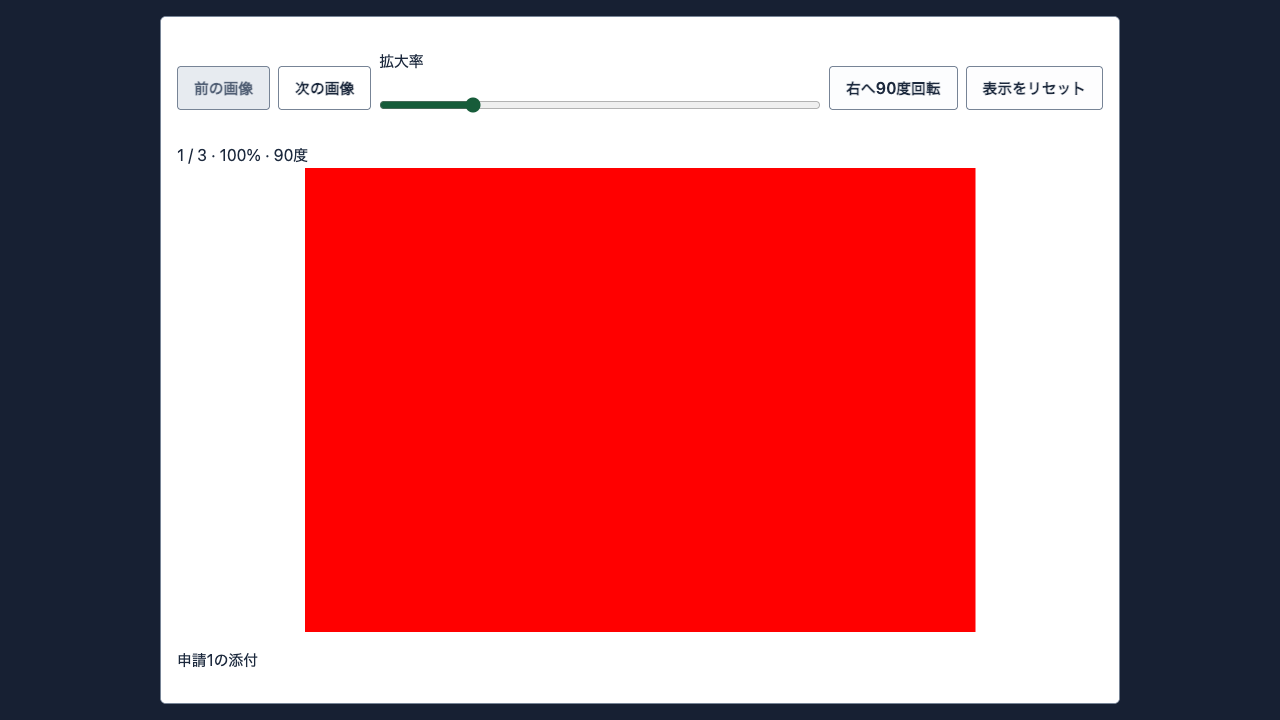 前の画像
次の画像
拡大率
右へ90度回転
表示をリセット
1 / 3 · 100% · 90度
申請1の添付